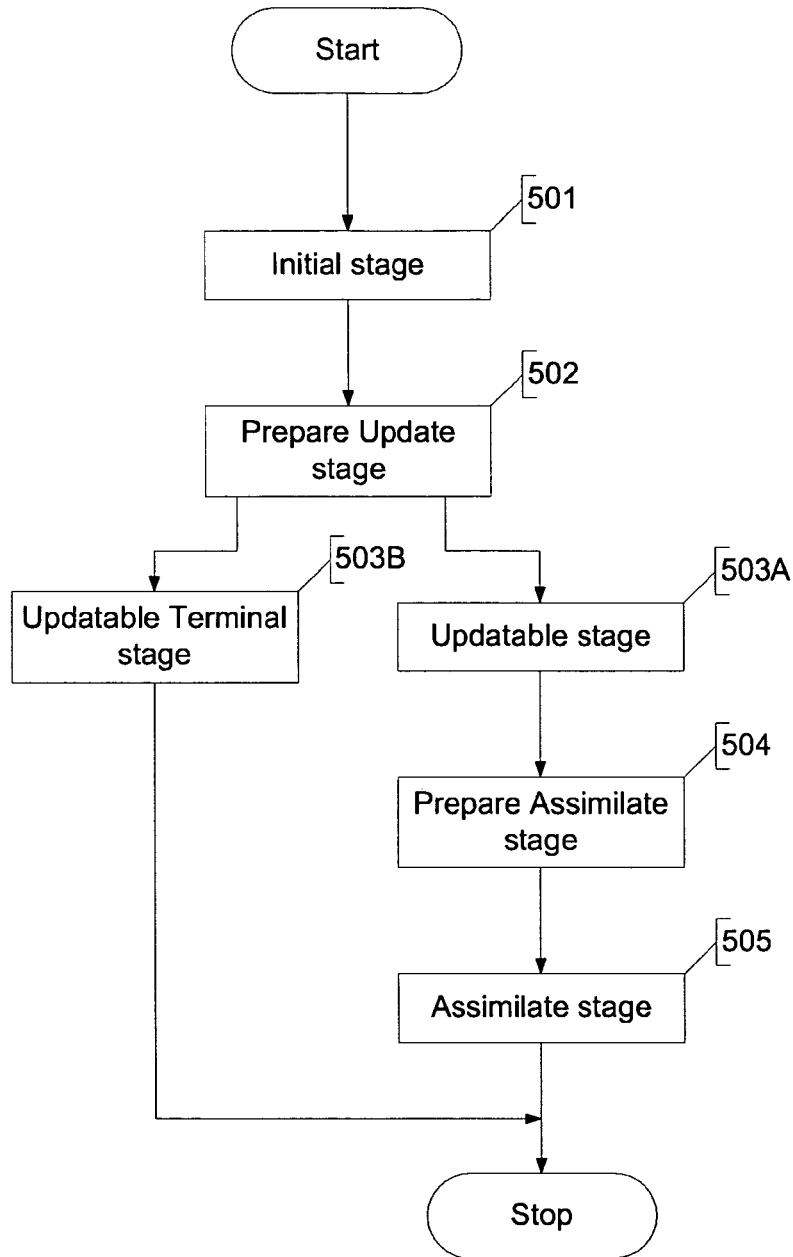 Start
501
Initial stage
502
Prepare Update
stage
503B
Updatable Terminal
stage
503A
Updatable stage
504
Prepare Assimilate
stage
505
Assimilate stage
Stop